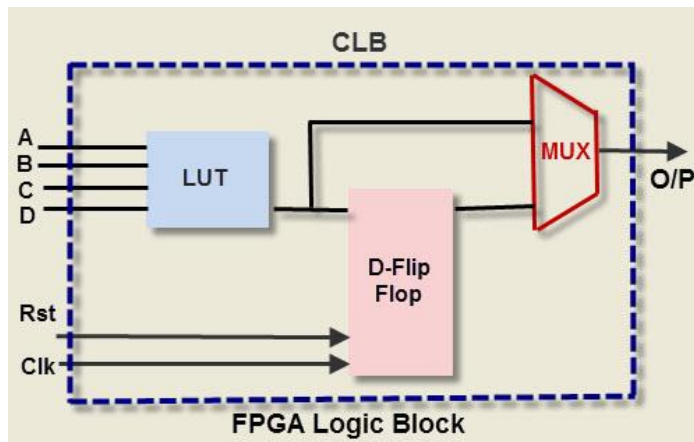 CLB
A
B
C
D
LUT
MUX
O/P
D-Flip
Flop
Rst
Clk
FPGA Logic Block